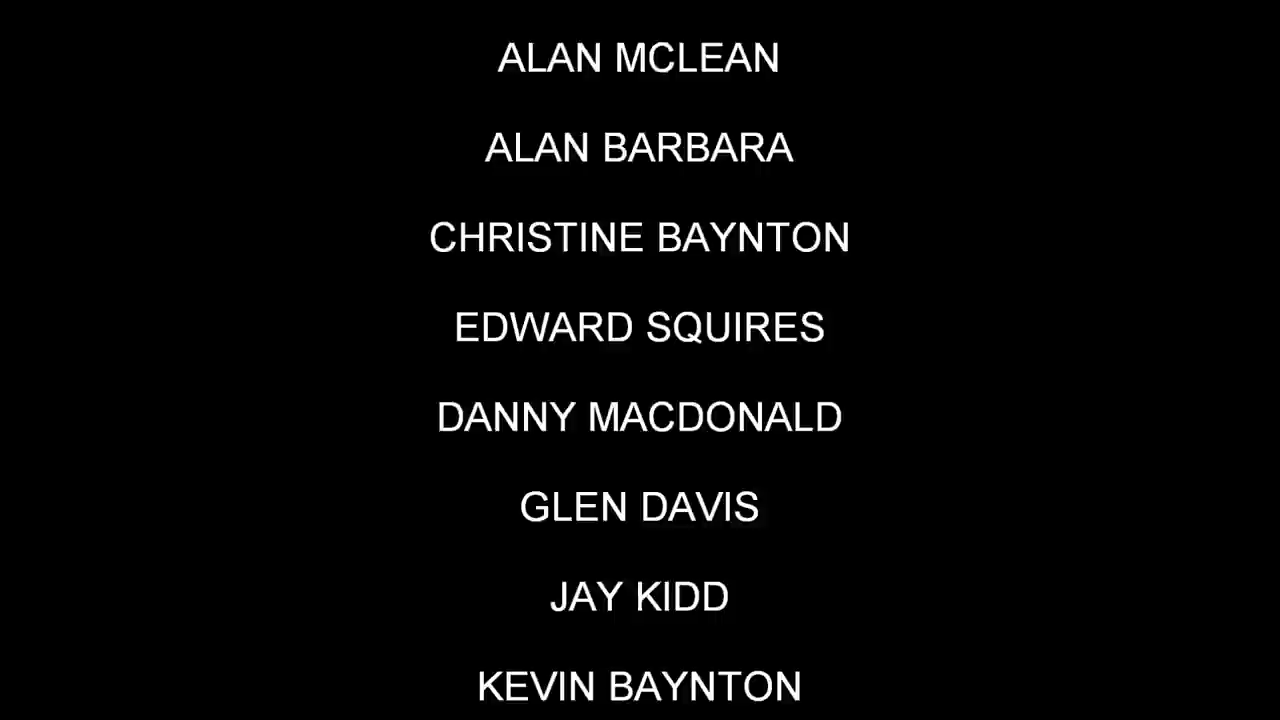 ALAN MCLEAN
ALAN BARBARA
CHRISTINE BAYNTON
EDWARD SQUIRES
DANNY MACDONALD
GLEN DAVIS
JAY KIDD
KEVIN BAYNTON